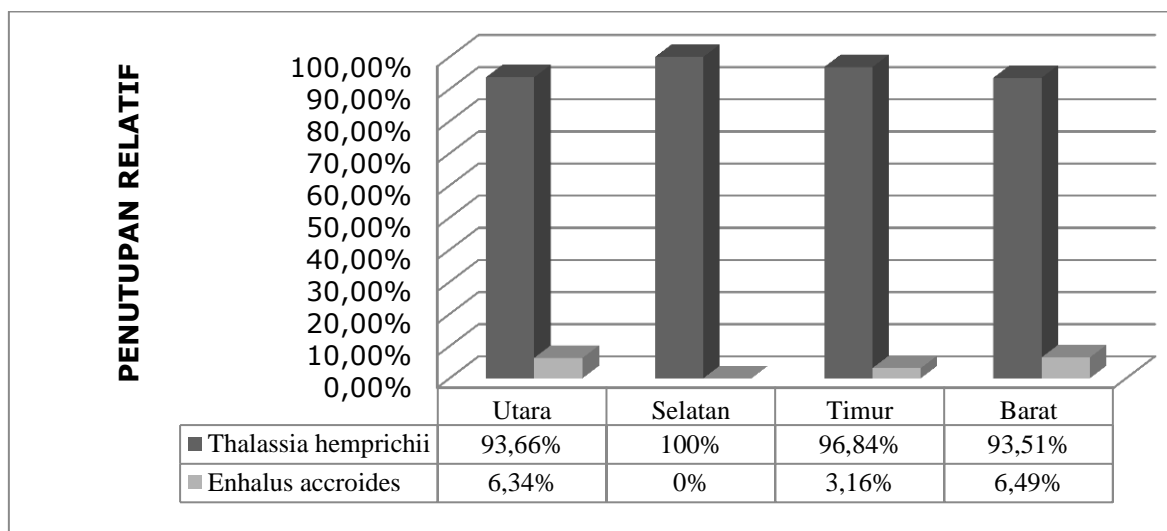 PENUTUPAN RELATIF
100,00%
90,00%
80,00%
70,00%
60,00%
50,00%
40,00%
30,00%
20,00%
10,00%
0,00%
Utara Selatan Timur Barat
Thalassia hemprichii 93,66% 100% 96,84% 93,51%
Enhalus accroides 6,34% 0% 3,16% 6,49%